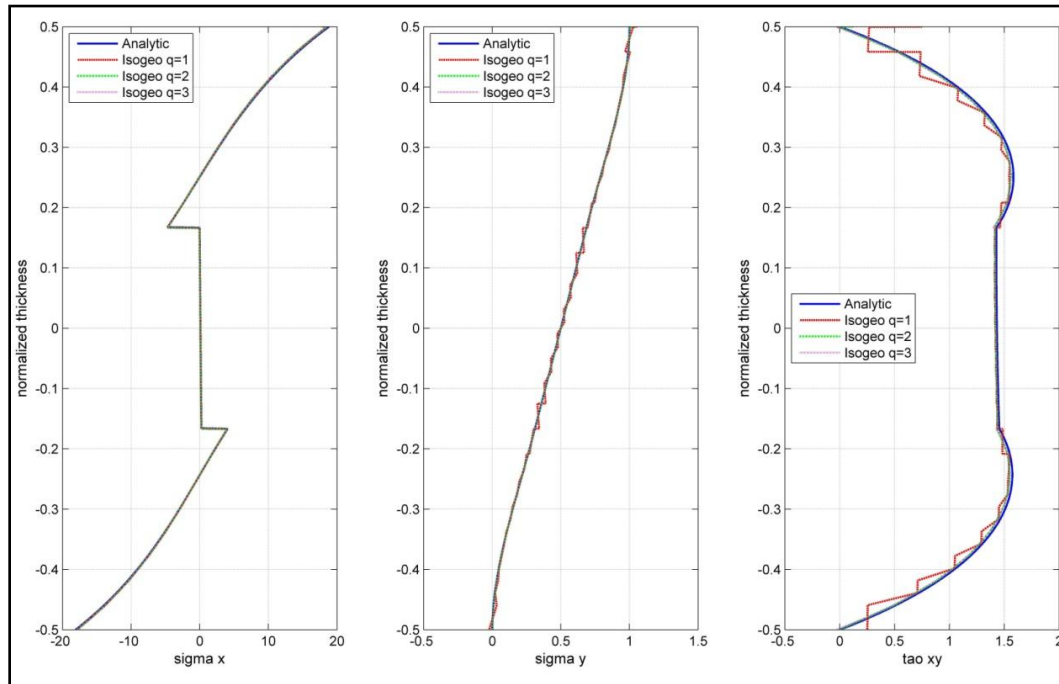 Analytic
Isogeo q=1
Isogeo q=2
Isogeo q=3
normalized thickness
0.5
0.4
0.3
0.2
0.1
0
-0.1
-0.2
-0.3
-0.4
-0.5
-20 -10 0 10 20
sigma x
Analytic
Isogeo q=1
Isogeo q=2
Isogeo q=3
normalized thickness
0.5
0.4
0.3
0.2
0.1
0
-0.1
-0.2
-0.3
-0.4
-0.5
-0.5 0 0.5 1 1.5
sigma y
Analytic
Isogeo q=1
Isogeo q=2
Isogeo q=3
normalized thickness
0.5
0.4
0.3
0.2
0.1
0
-0.1
-0.2
-0.3
-0.4
-0.5
-0.5 0 0.5 1 1.5 2
tao xy